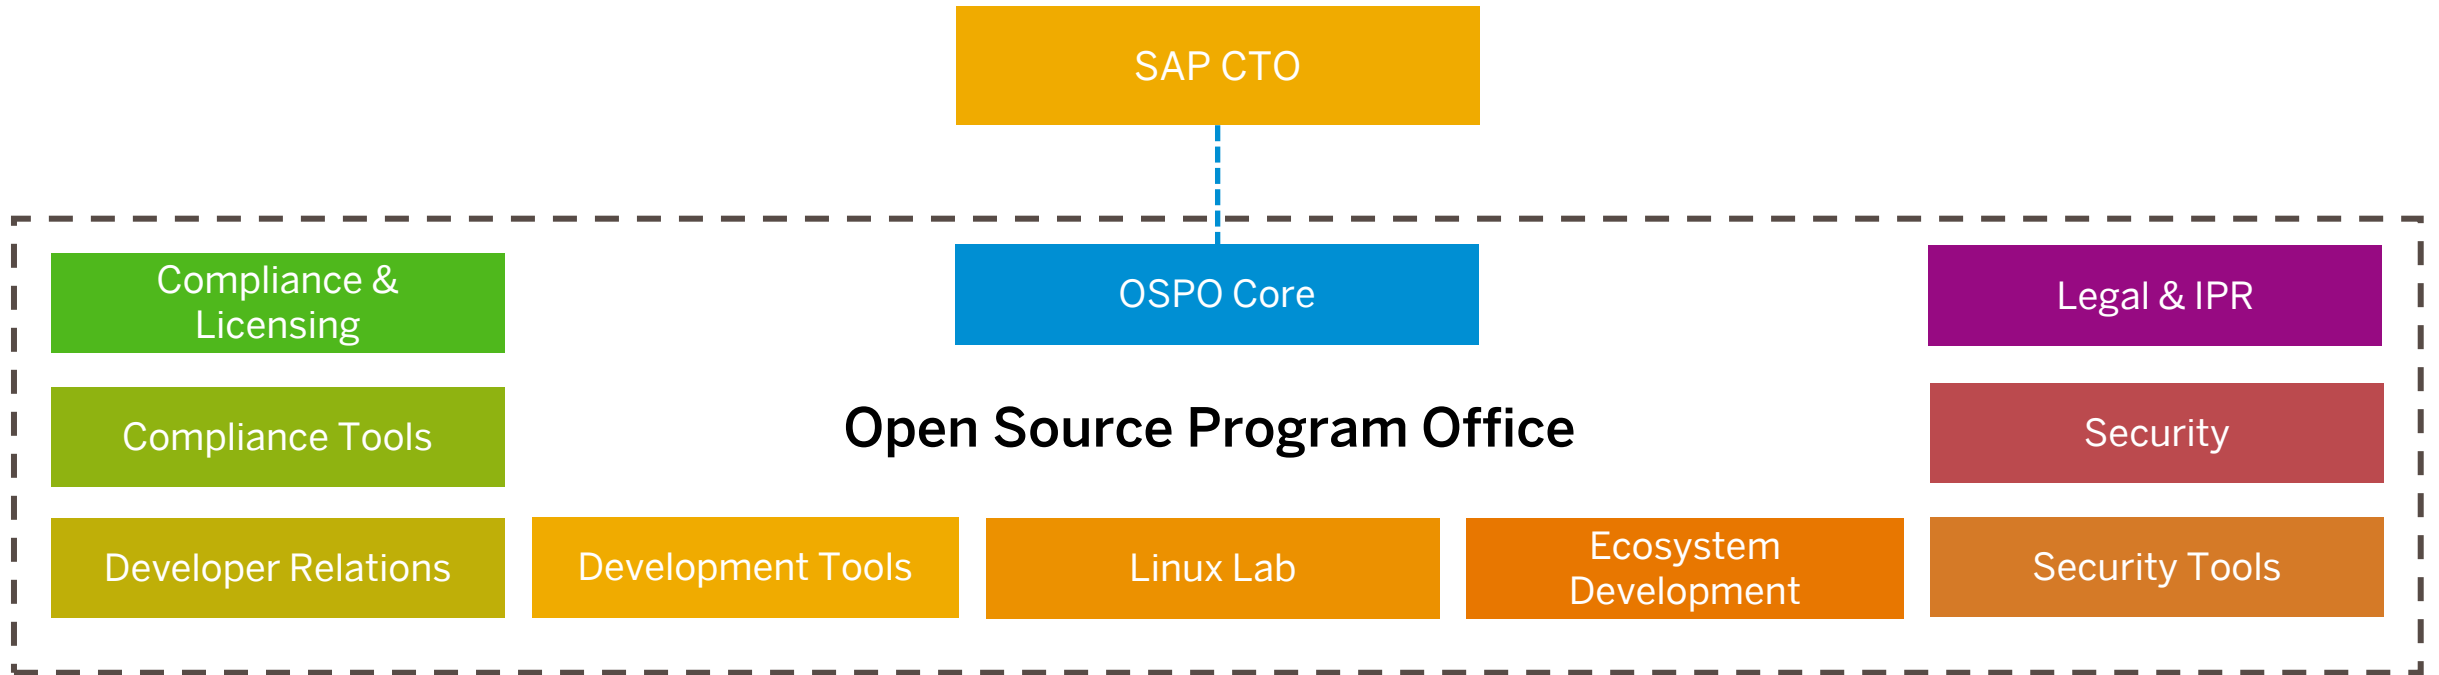 SAP CTO
Compliance &
Licensing
OSPO Core
Legal & IPR
Compliance Tools
Open Source Program Office
Security
Developer Relations
Development Tools
Linux Lab
Ecosystem
Development
Security Tools